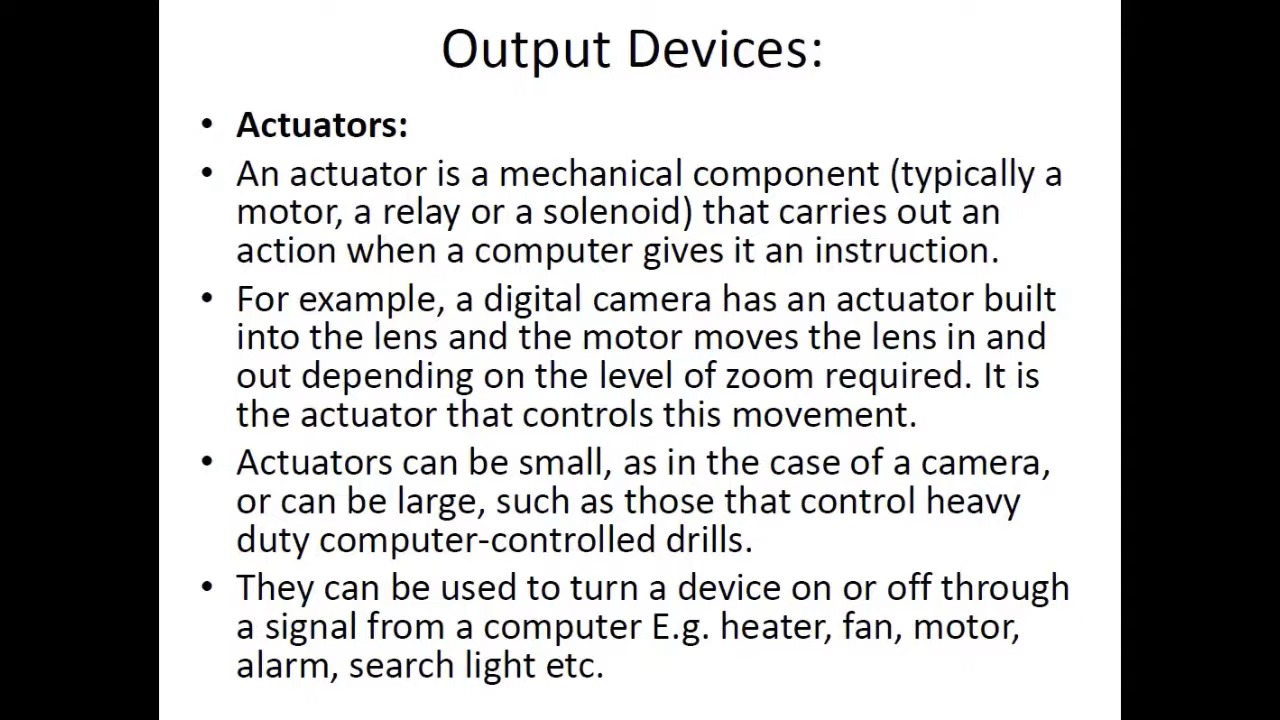 Output Devices:
• Actuators:
• An actuator is a mechanical component (typically a
motor, a relay or a solenoid) that carries out an
action when a computer gives it an instruction.
• For example, a digital camera has an actuator built
into the lens and the motor moves the lens in and
out depending on the level of zoom required. It is
the actuator that controls this movement.
• Actuators can be small, as in the case of a camera,
or can be large, such as those that control heavy
duty computer-controlled drills.
• They can be used to turn a device on or off through
a signal from a computer E.g. heater, fan, motor,
alarm, search light etc.